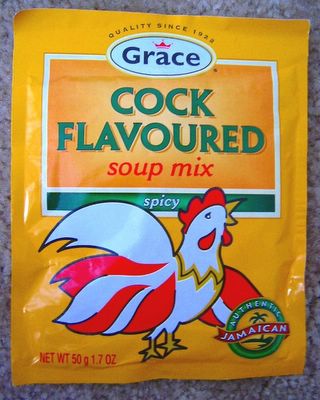 QUALITY SINCE 1922
Grace
COCK
FLAVOURED
soup mix
spicy
AUTHENTIC
JAMAICAN
NET WT 50 g 1.7 OZ